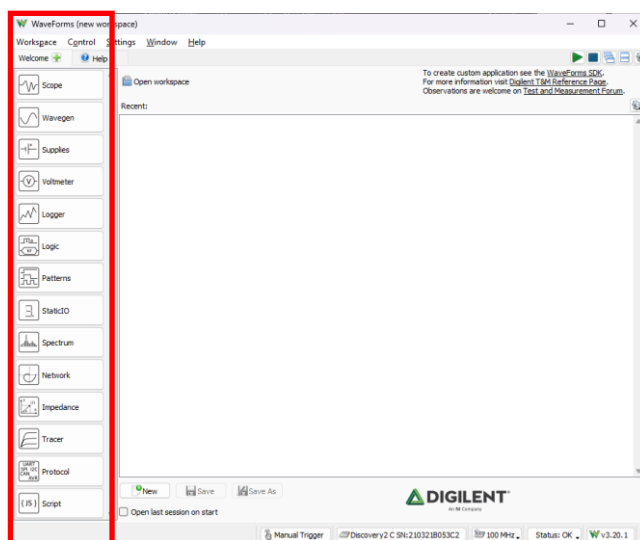 WaveForms (new workspace)
Workspace Control Settings Window Help
Welcome Help
Scope
Wavegen
Supplies
Voltmeter
Logger
Logic
Patterns
StaticIO
Spectrum
Network
Impedance
Tracer
Protocol
Script
Open workspace
To create custom application see the WaveForms SDK.
For more information visit Digilent T&M Reference Page.
Observations are welcome on Test and Measurement Forum.
Recent:
New Save Save As
Open last session on start
DIGILENT
An NI Company
Manual Trigger Discovery2 C SN:210321B053C2 100 MHz Status: OK W v3.20.1